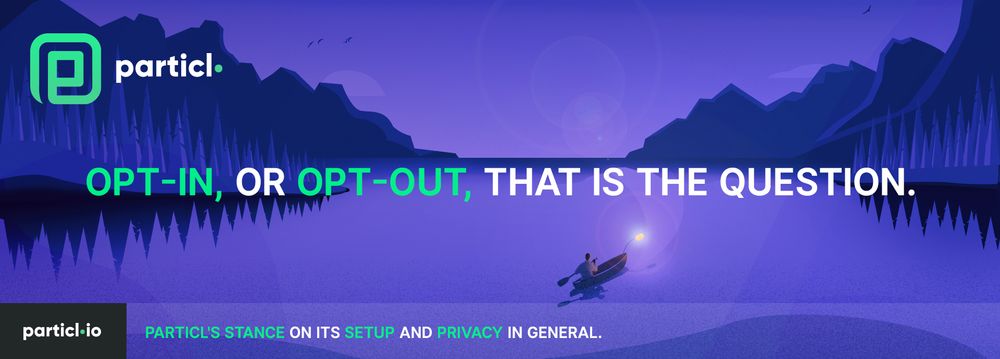 particl
OPT-IN, OR OPT-OUT, THAT IS THE QUESTION.
particl.io
PARTICL'S STANCE ON ITS SETUP AND PRIVACY IN GENERAL.